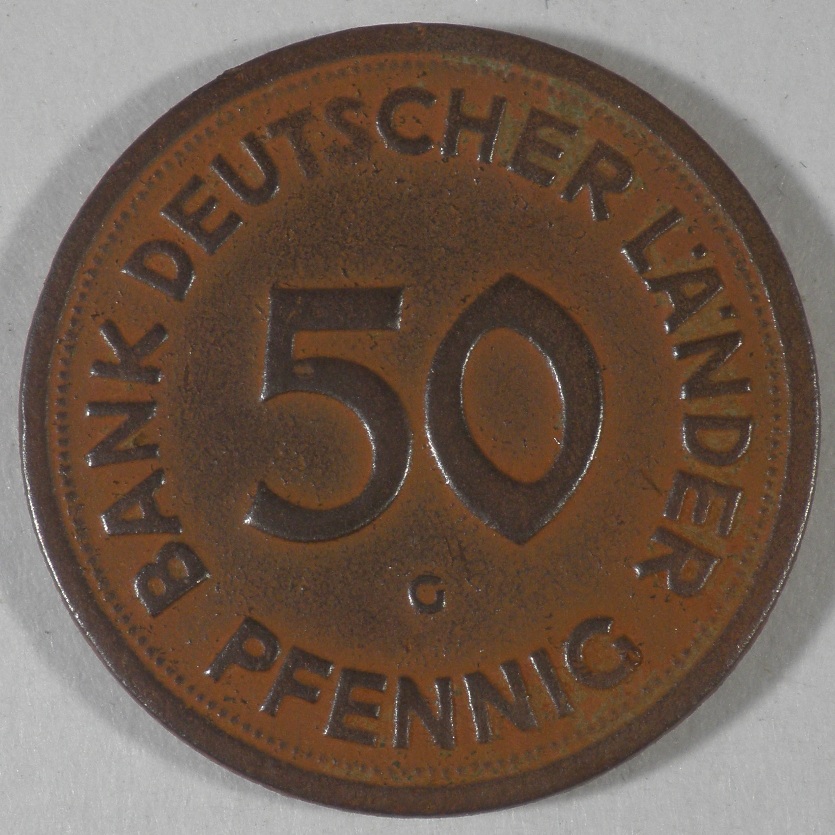 BANK DEUTSCHER LÄNDER
50
G
PFENNIG